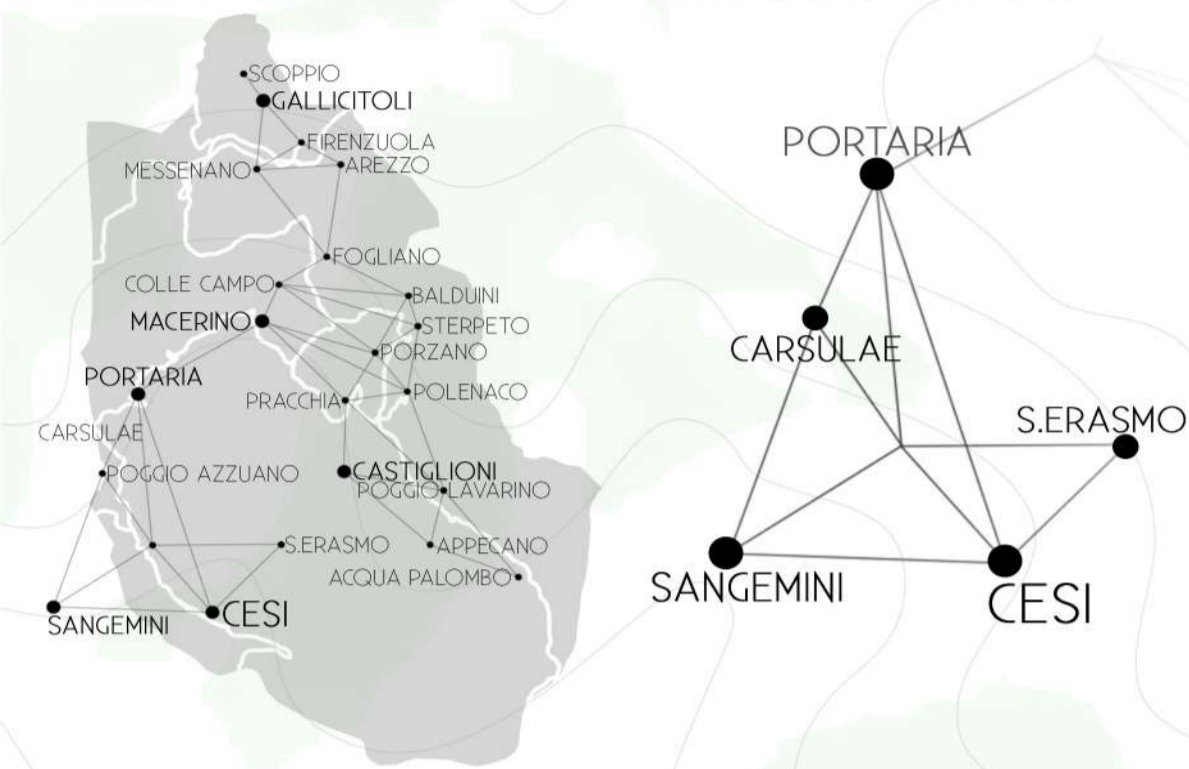 SCOPPIO
GALLICITOLI
FIRENZUOLA
MESSENANO
AREZZO
FOGLIANO
COLLE CAMPO
BALDUINI
MACERINO
STERPETO
PORZANO
PORTARIA
PRACCHIA
POLENACO
CARSULAE
POGGIO AZZUANO
CASTIGLIONI
POGGIO LAVARINO
S.ERASMO
APPECANO
ACQUA PALOMBO
SANGEMINI
CESI
PORTARIA
CARSULAE
S.ERASMO
SANGEMINI
CESI